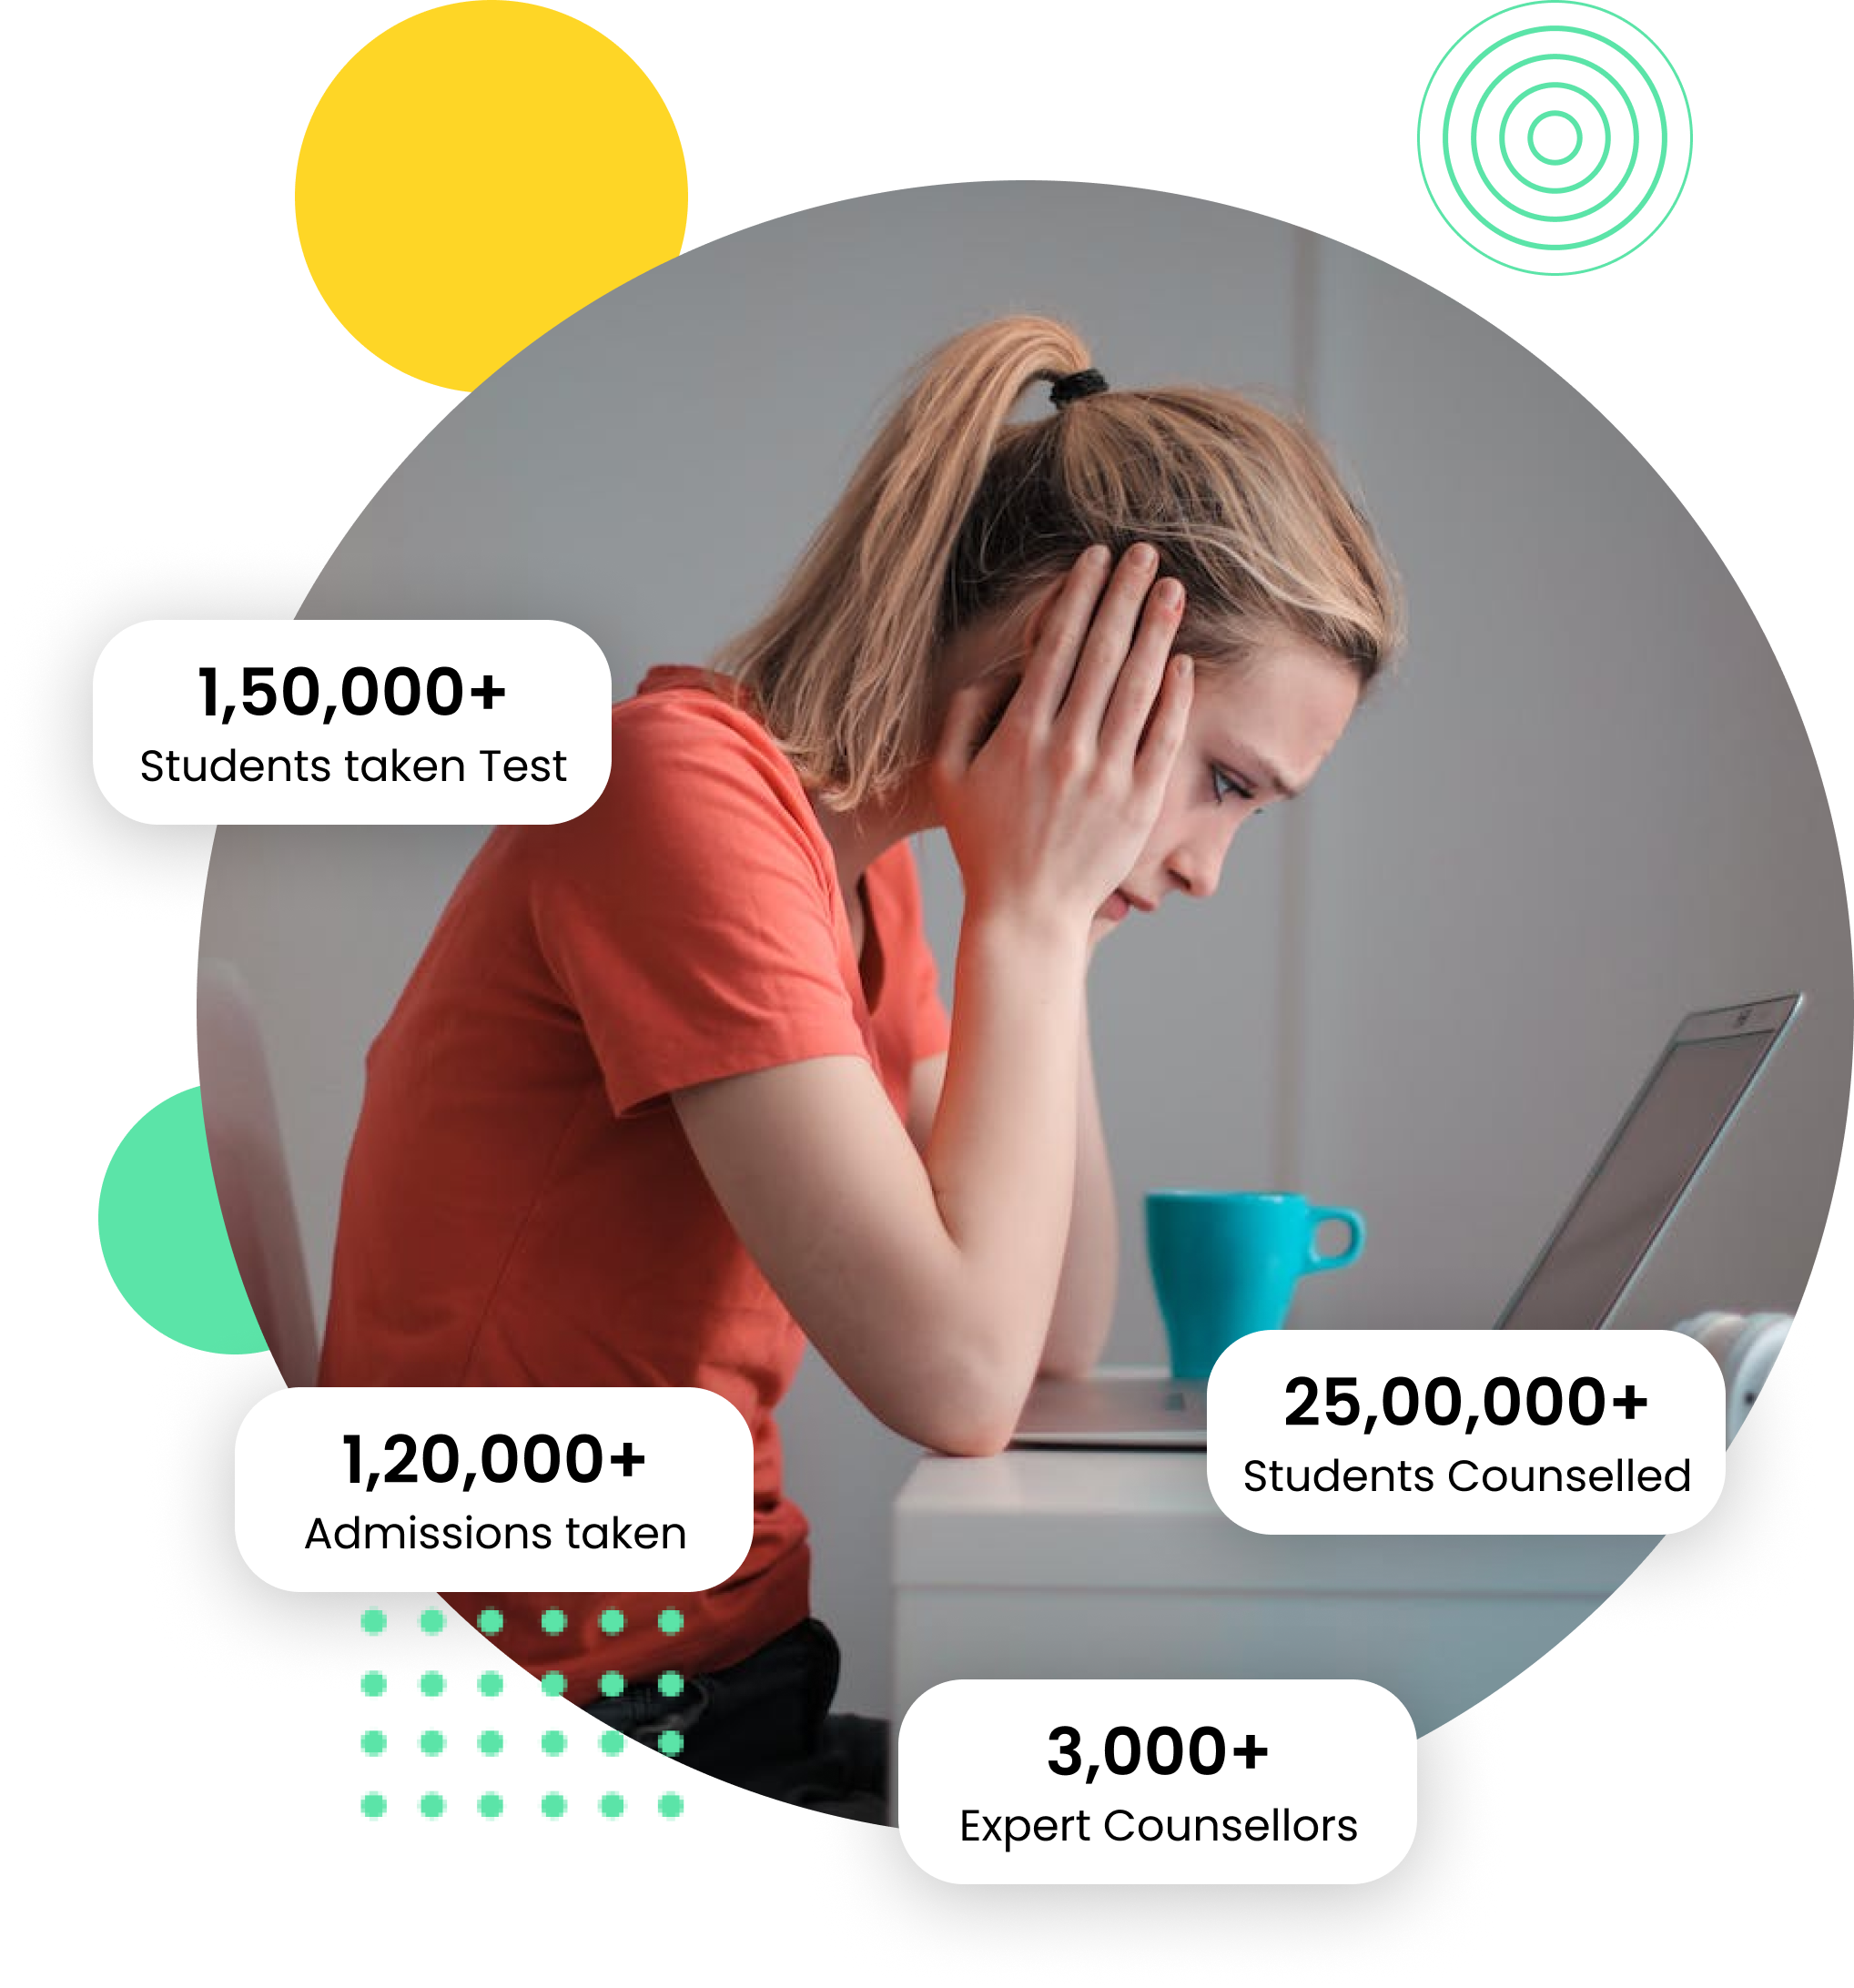 1,50,000+
Students taken Test
1,20,000+
Admissions taken
25,00,000+
Students Counselled
3,000+
Expert Counsellors